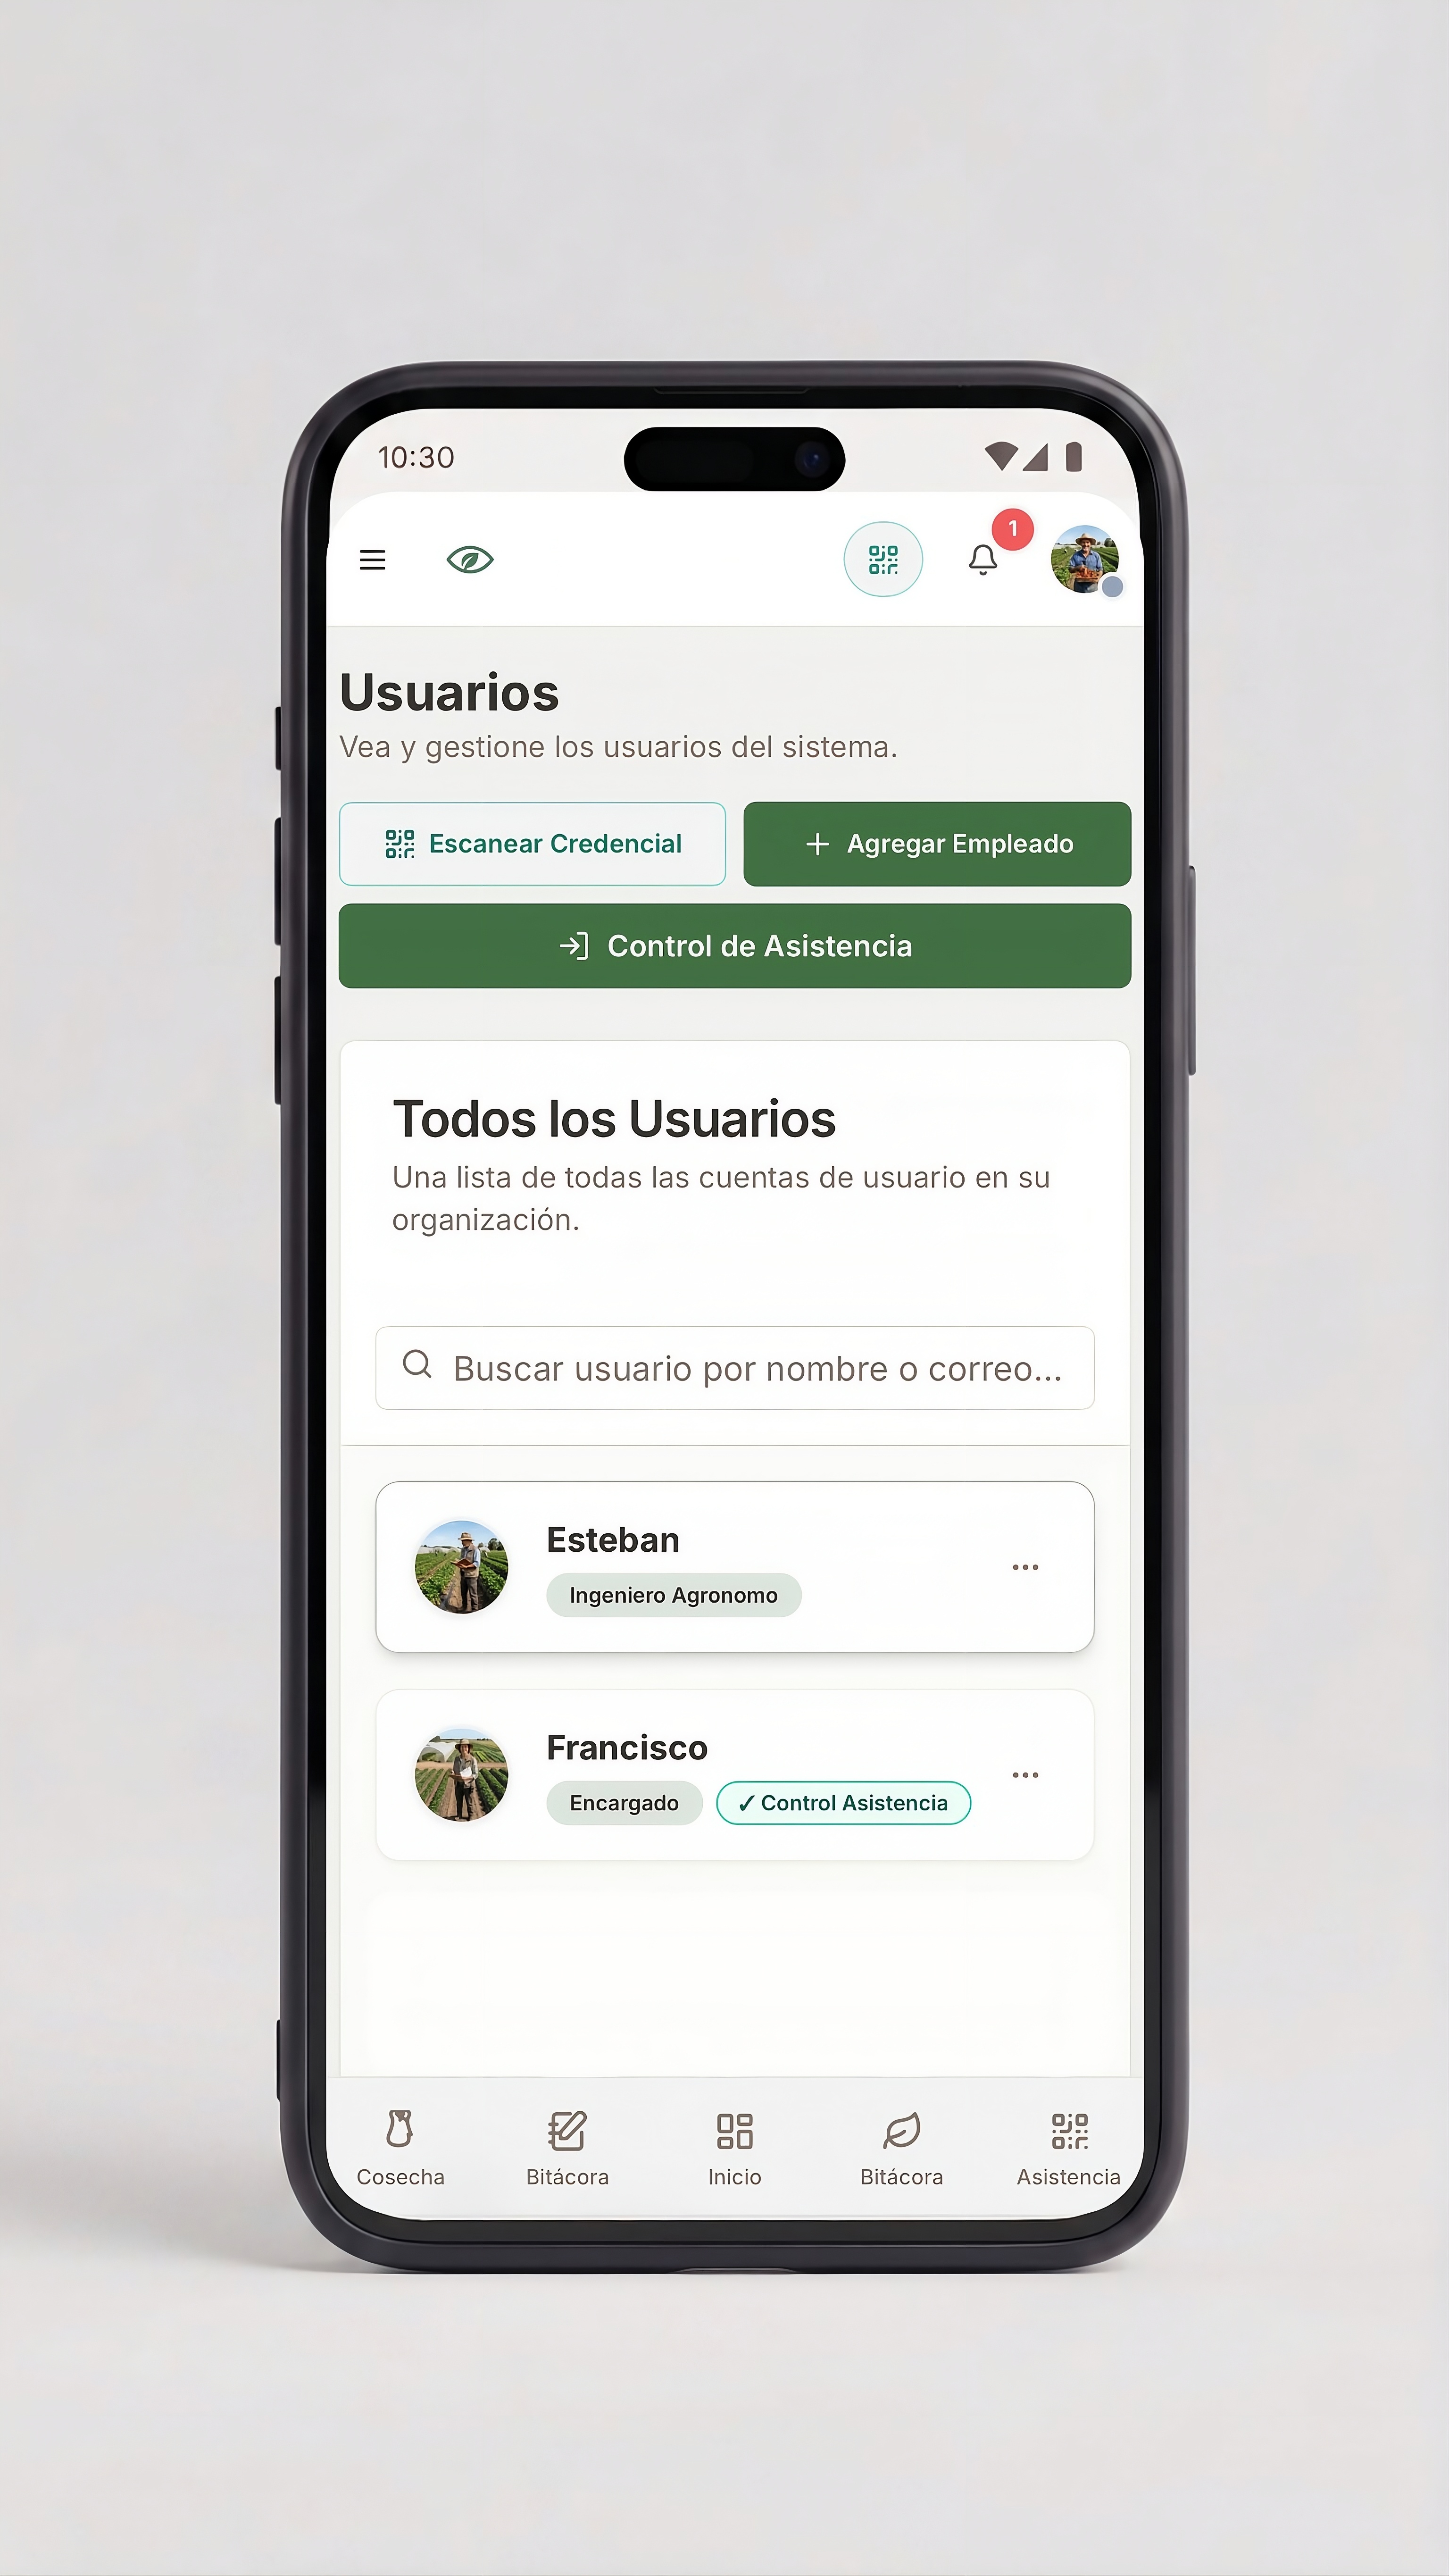 10:30
1
Usuarios
Vea y gestione los usuarios del sistema.
Escanear Credencial
Agregar Empleado
Control de Asistencia
Todos los Usuarios
Una lista de todas las cuentas de usuario en su
organización.
Buscar usuario por nombre o correo...
Esteban
Ingeniero Agronomo
Francisco
Encargado
✓ Control Asistencia
Cosecha
Bitácora
Inicio
Bitácora
Asistencia